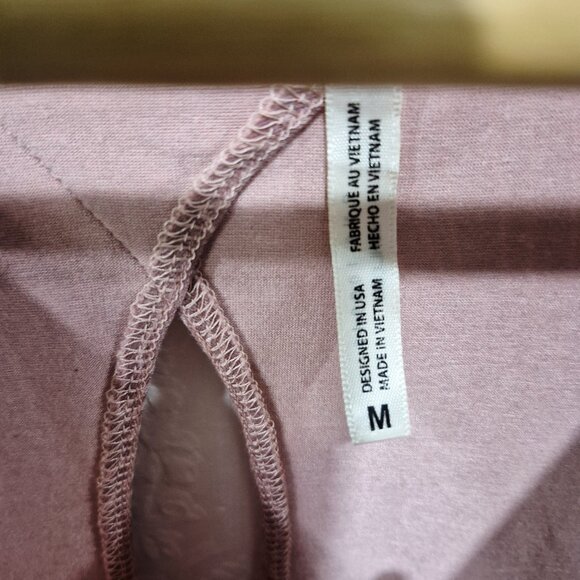 FABRIQUE AU VIETNAM
HECHO EN VIETNAM
DESIGNED IN USA
MADE IN VIETNAM
M